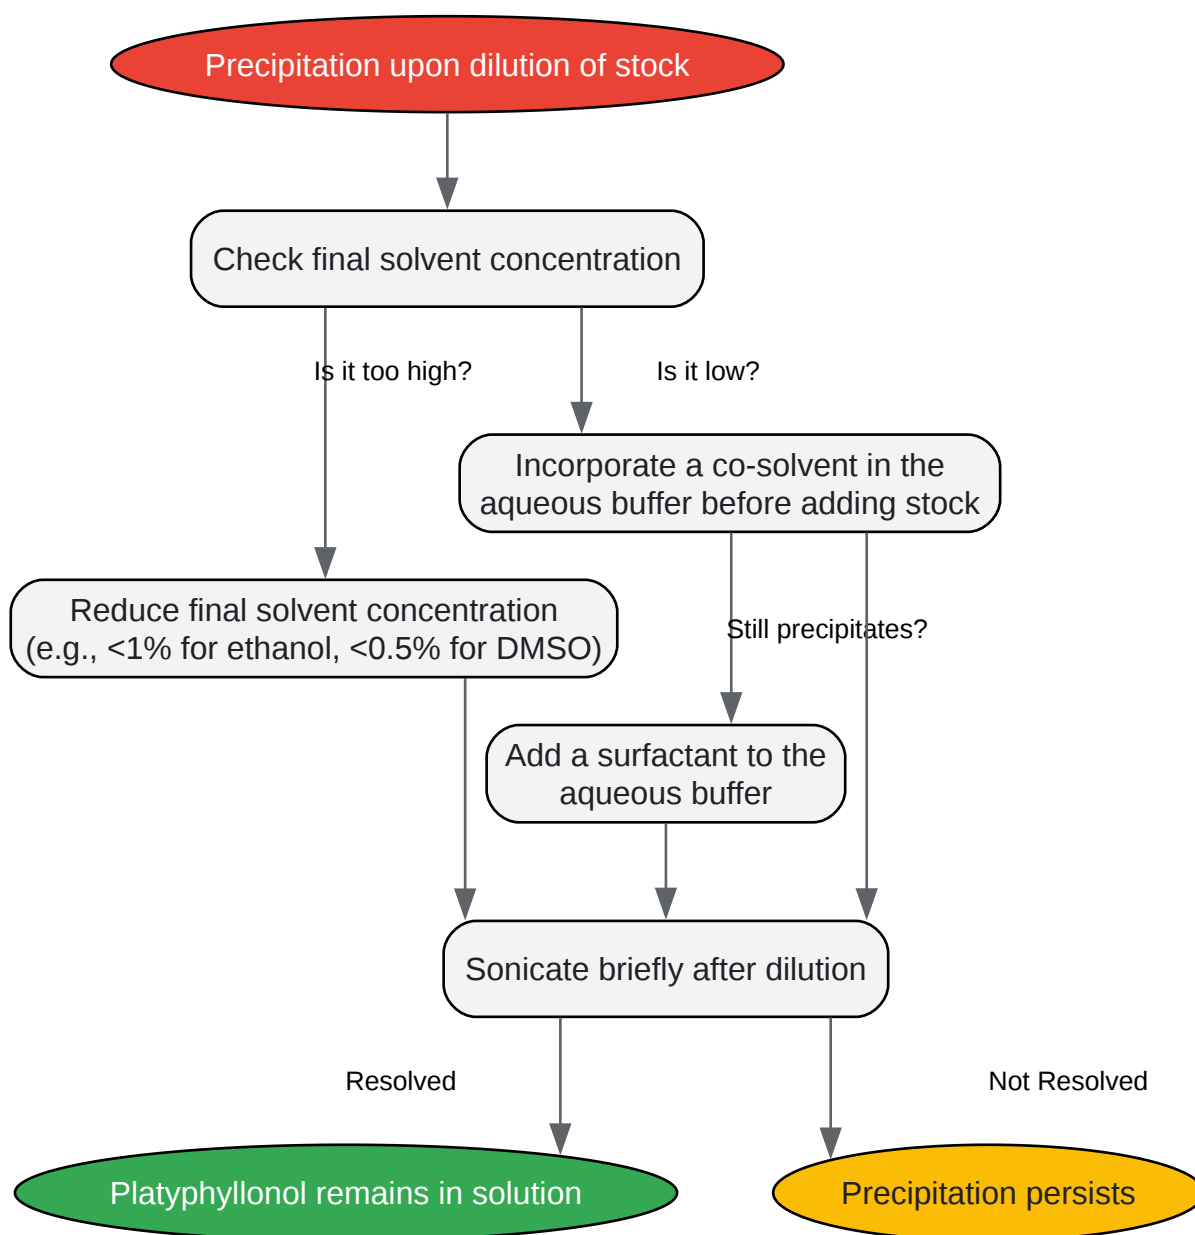 Precipitation upon dilution of stock
Check final solvent concentration
Is it too high?
Is it low?
Incorporate a co-solvent in the
aqueous buffer before adding stock
Reduce final solvent concentration
(e.g., <1% for ethanol, <0.5% for DMSO)
Still precipitates?
Add a surfactant to the
aqueous buffer
Sonicate briefly after dilution
Resolved
Not Resolved
Platyphyllonol remains in solution
Precipitation persists